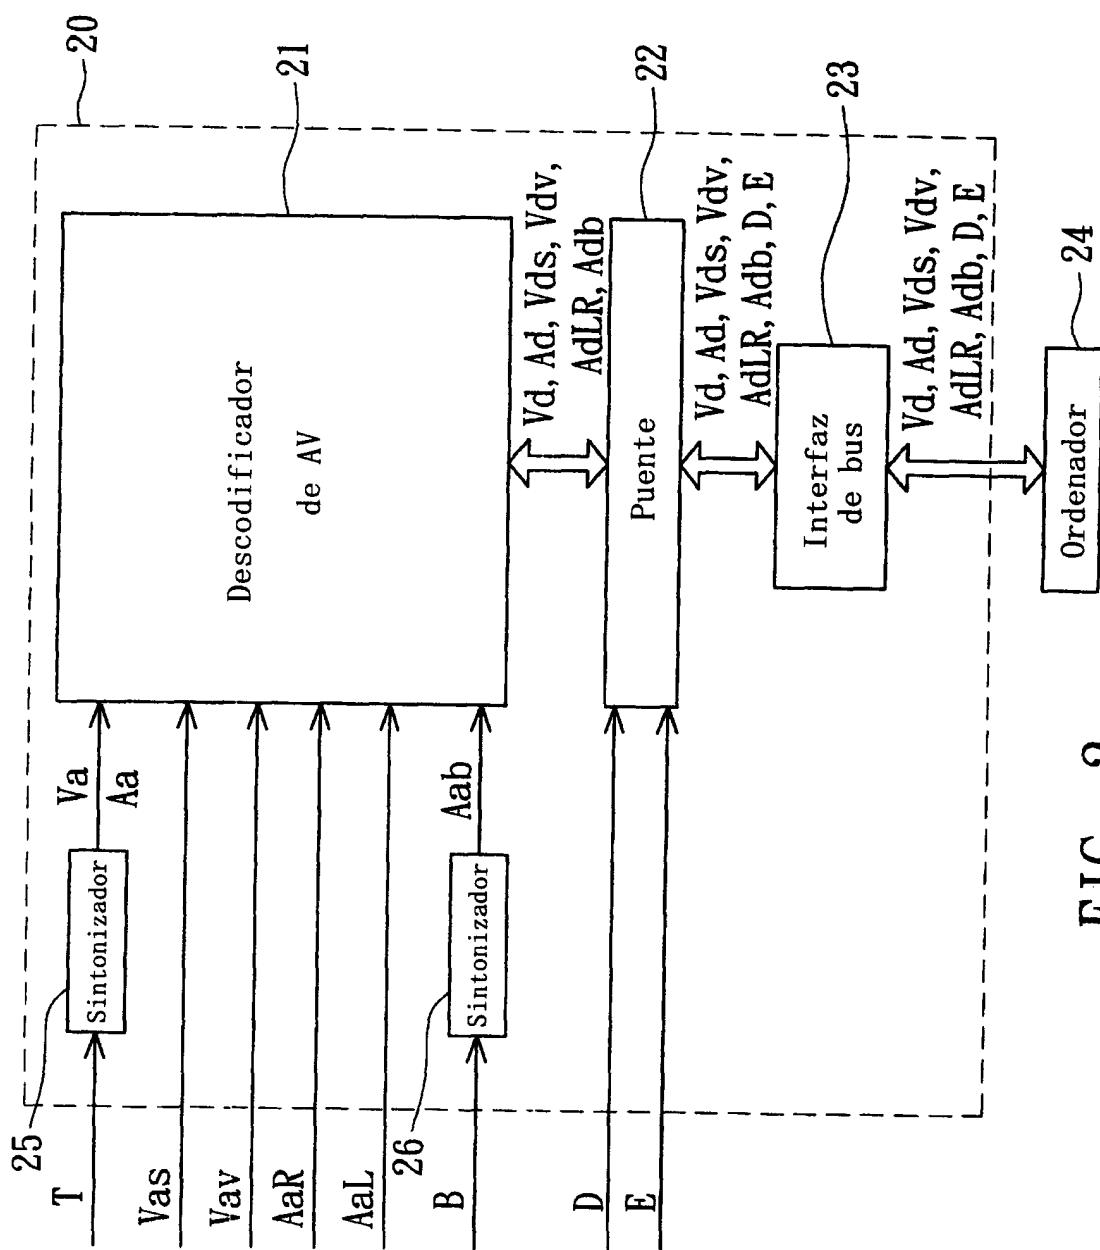 25
T
Sintonizador
Va
Aa
20
Vas
Vav
AaR
AaL
26
B
Sintonizador
Aab
Descodificador
de AV
21
Vd, Ad, Vds, Vdv,
AdLR, Adb
D
E
Puente
22
Vd, Ad, Vds, Vdv,
AdLR, Adb, D, E
Interfaz
de bus
23
Vd, Ad, Vds, Vdv,
AdLR, Adb, D, E
Ordenador
24
FIG.